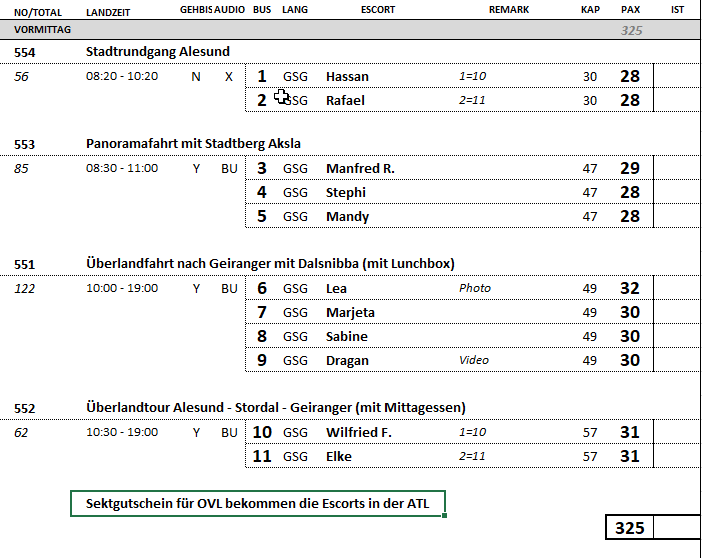 NO/TOTAL LANDZEIT GEHBIS AUDIO BUS LANG ESCORT REMARK KAP PAX IST
VORMITTAG 325
554 Stadtrundgang Alesund
56 08:20 - 10:20 N X 1 GSG Hassan 1=10 30 28
2 GSG Rafael 2=11 30 28
553 Panoramafahrt mit Stadtberg Aksla
85 08:30 - 11:00 Y BU 3 GSG Manfred R. 47 29
4 GSG Stephi 47 28
5 GSG Mandy 47 28
551 Überlandfahrt nach Geiranger mit Dalsnibba (mit Lunchbox)
122 10:00 - 19:00 Y BU 6 GSG Lea Photo 49 32
7 GSG Marjeta 49 30
8 GSG Sabine 49 30
9 GSG Dragan Video 49 30
552 Überlandtour Alesund - Stordal - Geiranger (mit Mittagessen)
62 10:30 - 19:00 Y BU 10 GSG Wilfried F. 1=10 57 31
11 GSG Elke 2=11 57 31
Sektgutschein für OVL bekommen die Escorts in der ATL
325